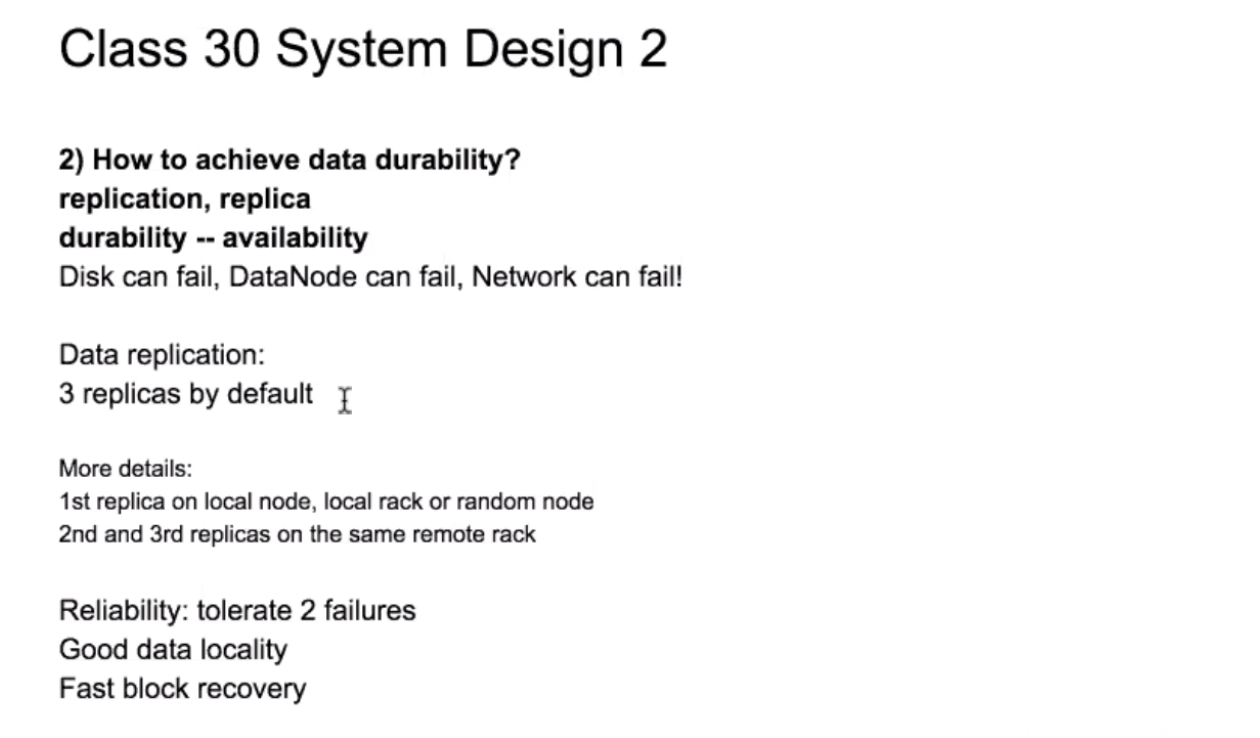 Class 30 System Design 2
2) How to achieve data durability?
replication, replica
durability -- availability
Disk can fail, DataNode can fail, Network can fail!
Data replication:
3 replicas by default
More details:
1st replica on local node, local rack or random node
2nd and 3rd replicas on the same remote rack
Reliability: tolerate 2 failures
Good data locality
Fast block recovery